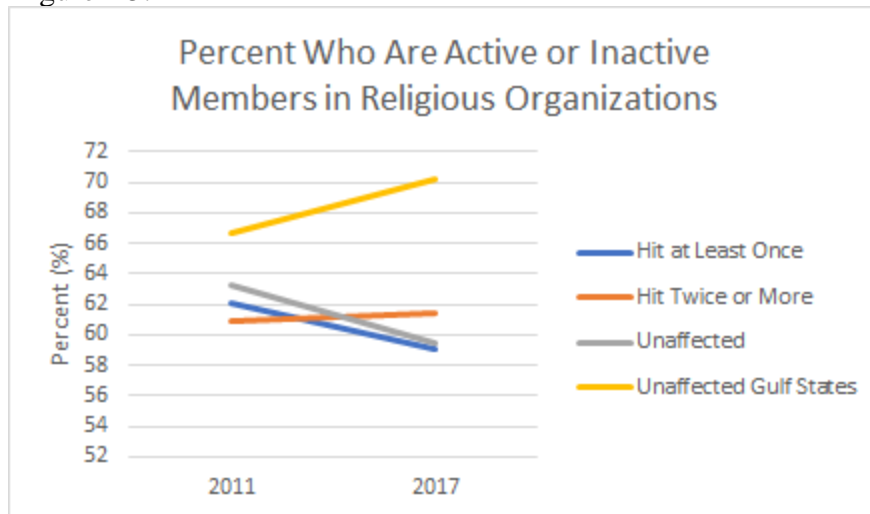 Percent Who Are Active or Inactive
Members in Religious Organizations
72
70
68
66
64
62
60
58
56
54
52
Percent (%)
2011
2017
Hit at Least Once
Hit Twice or More
Unaffected
Unaffected Gulf States